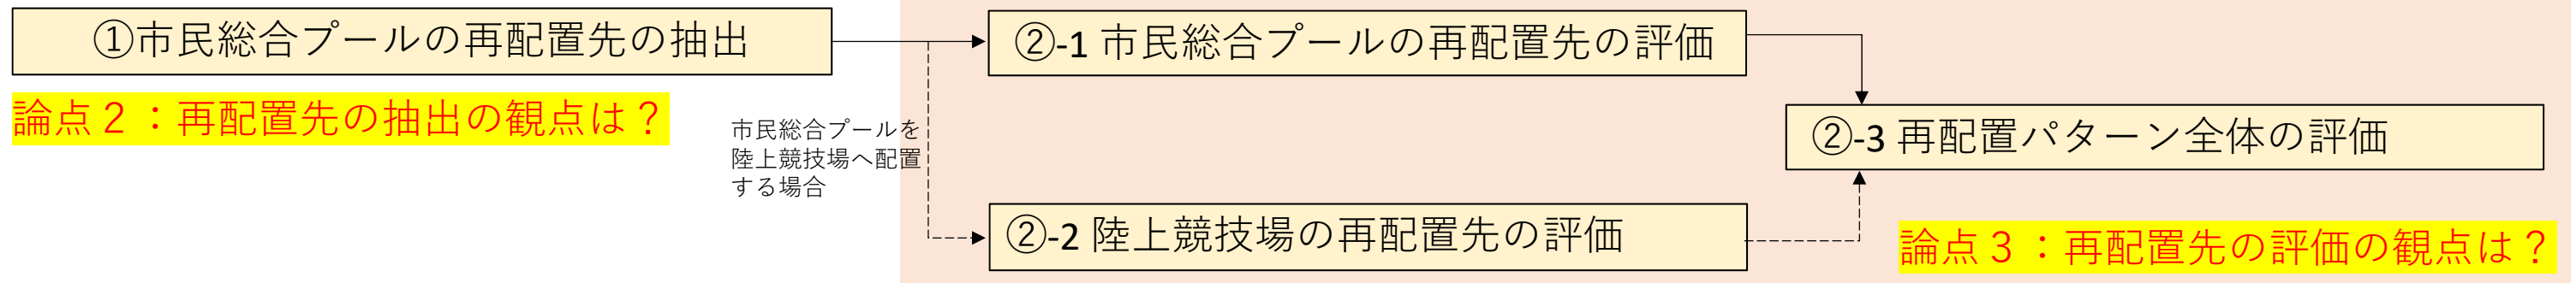 ①市民総合プールの再配置先の抽出
論点２：再配置先の抽出の観点は？
市民総合プールを
陸上競技場へ配置
する場合
②-1 市民総合プールの再配置先の評価
②-2 陸上競技場の再配置先の評価
②-3 再配置パターン全体の評価
論点３：再配置先の評価の観点は？